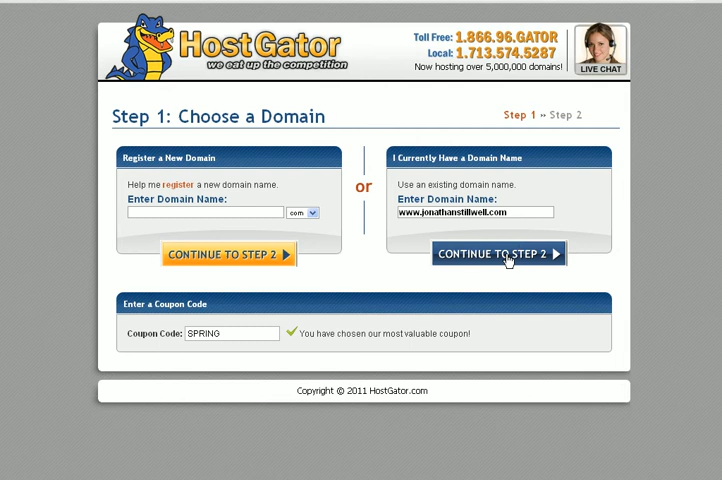 HostGator
we eat up the competition
Toll Free: 1.866.96.GATOR
Local: 1.713.574.5287
Now hosting over 5,000,000 domains!
LIVE CHAT
Step 1: Choose a Domain
Step 1 ›› Step 2
Register a New Domain
Help me register a new domain name.
Enter Domain Name:
com
CONTINUE TO STEP 2
or
I Currently Have a Domain Name
Use an existing domain name.
Enter Domain Name:
www.jonathanstillwell.com
CONTINUE TO STEP 2
Enter a Coupon Code
Coupon Code: SPRING You have chosen our most valuable coupon!
Copyright © 2011 HostGator.com